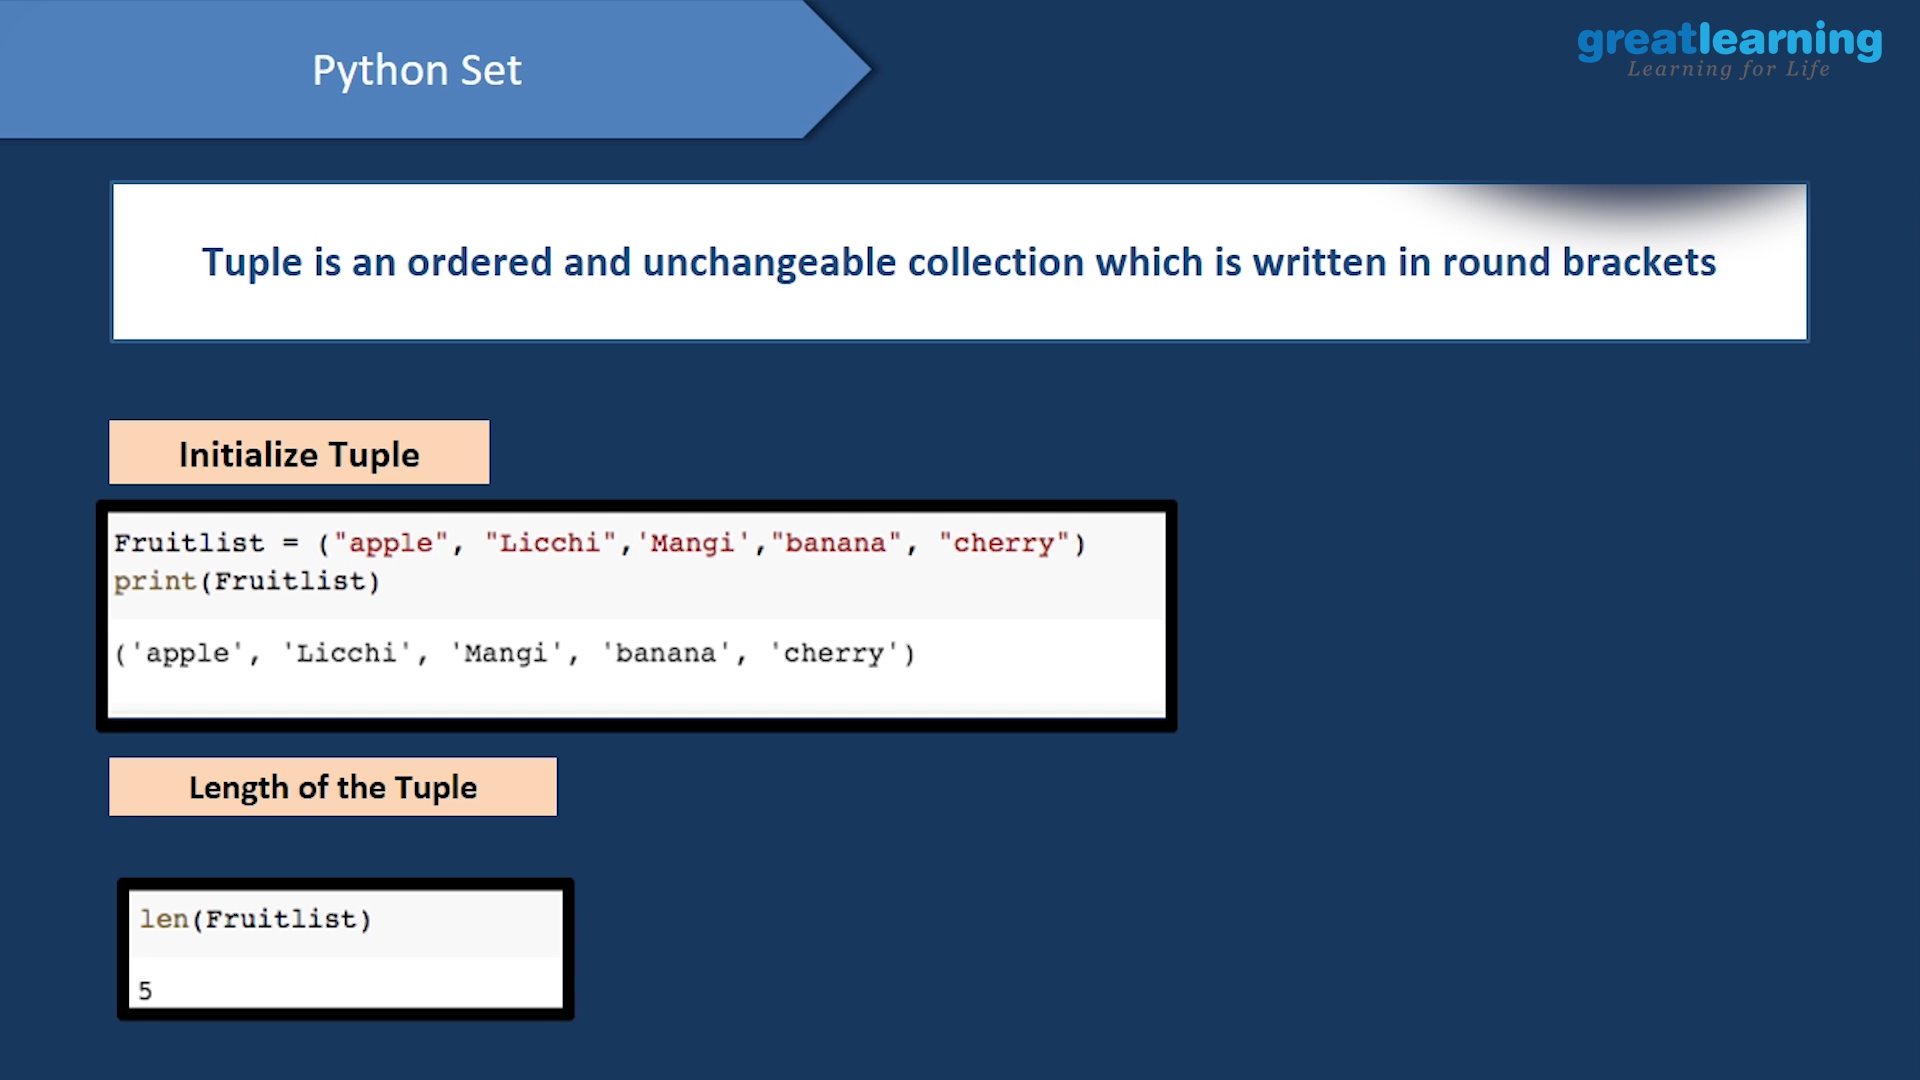 Python Set
greatlearning
Learning for Life
Tuple is an ordered and unchangeable collection which is written in round brackets
Initialize Tuple
Fruitlist = ("apple", "Licchi",'Mangi',"banana", "cherry")
print(Fruitlist)
('apple', 'Licchi', 'Mangi', 'banana', 'cherry')
Length of the Tuple
len(Fruitlist)
5